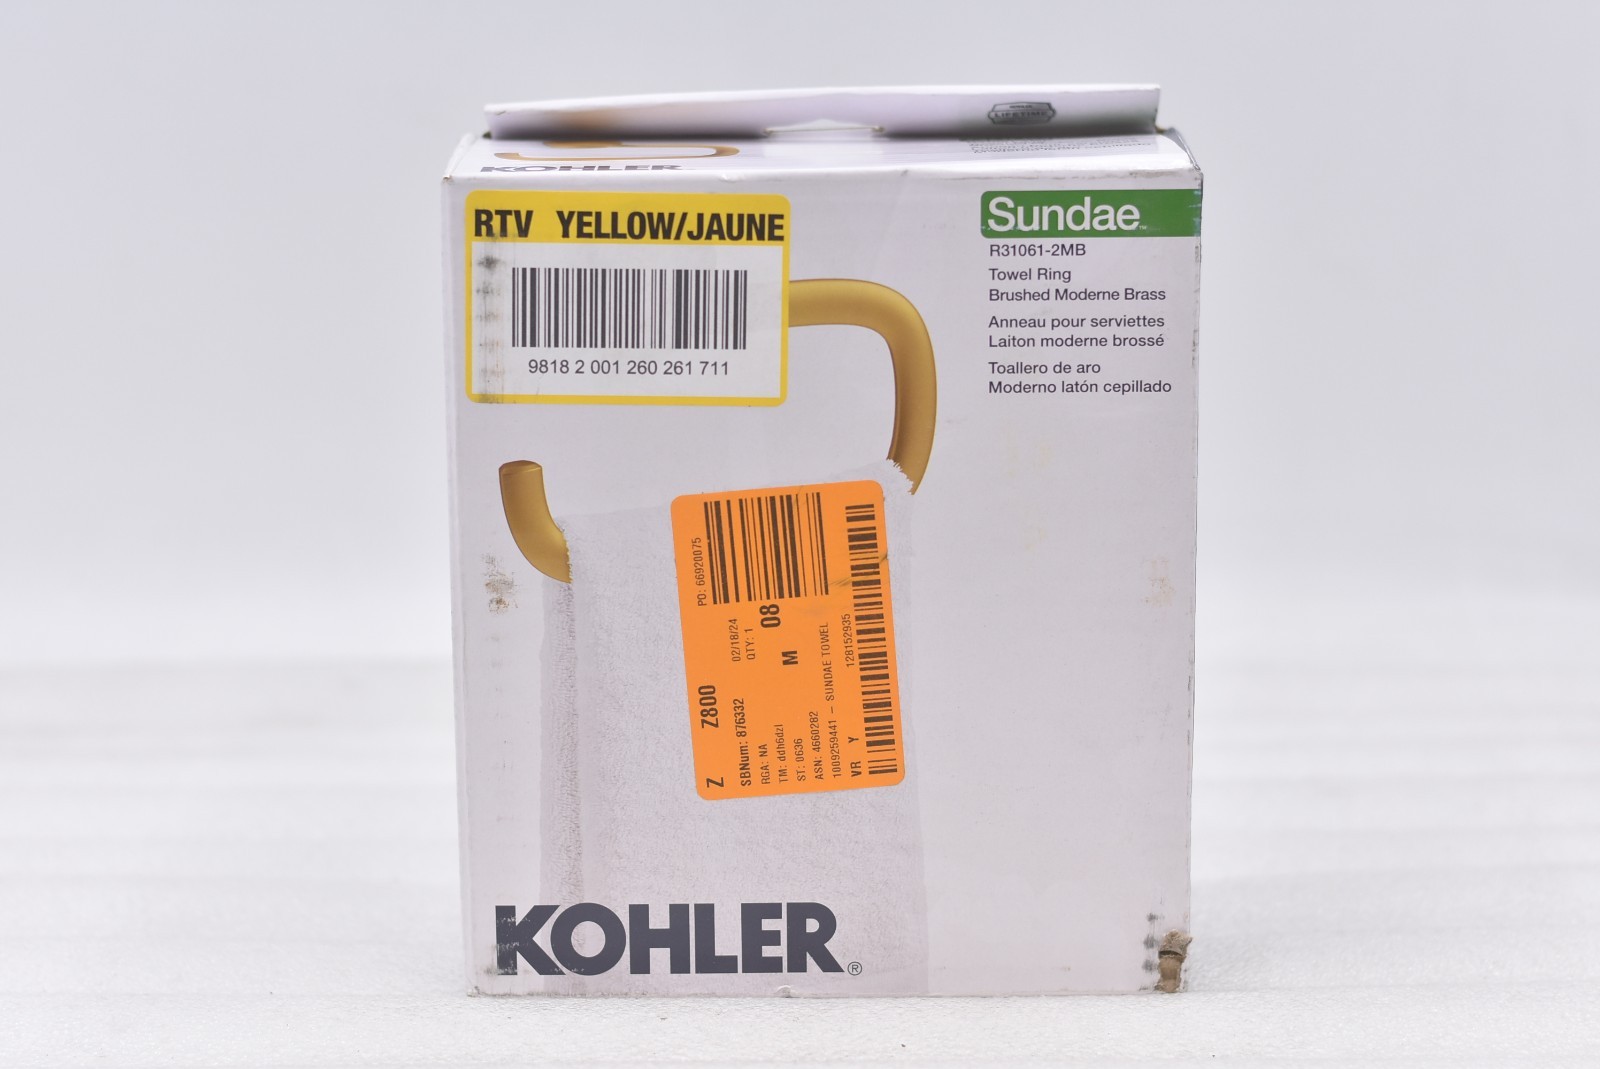 LIFETIME
KOHLER
RTV YELLOW/JAUNE
9818 2 001 260 261 711
Sundae™
R31061-2MB
Towel Ring
Brushed Moderne Brass
Anneau pour serviettes
Laiton moderne brossé
Toallero de aro
Moderno latón cepillado
PO: 66920075
Z Z800 02/18/24
SBNum: 876332 QTY: 1
RGA: NA M 08
TM: ddh6dzl
ST: 0636
ASN: 4660282
1009259441 – SUNDAE TOWEL
VR Y 128152935
KOHLER®